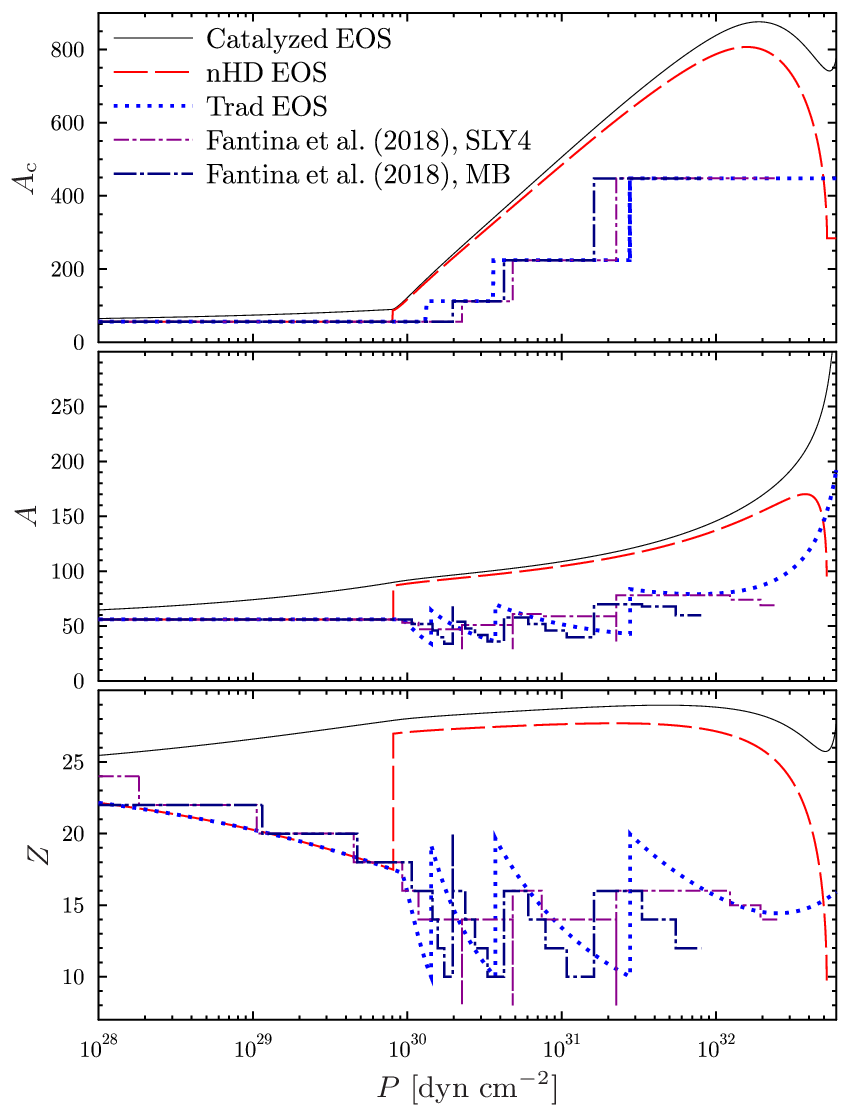 800
600
400
200
0
A_c
Catalyzed EOS
nHD EOS
Trad EOS
Fantina et al. (2018), SLY4
Fantina et al. (2018), MB
250
200
150
100
50
0
A
25
20
15
10
Z
10^28 10^29 10^30 10^31 10^32
P [dyn cm^−2]